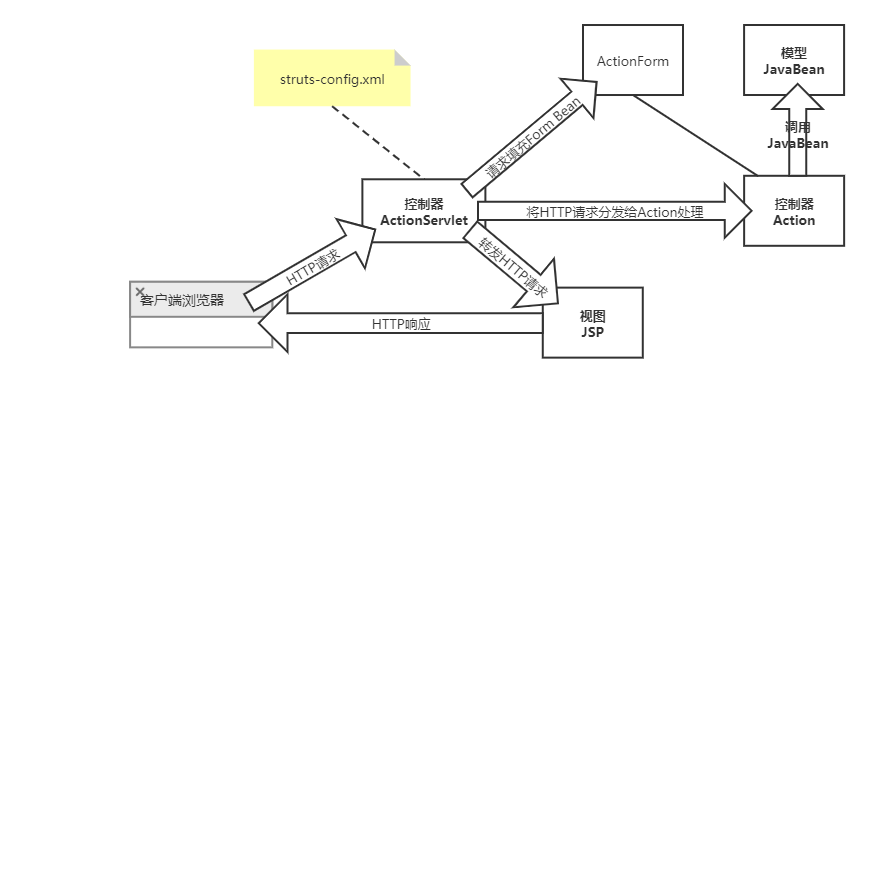 ActionForm
模型
JavaBean
struts-config.xml
请求填充Form Bean
调用
JavaBean
控制器
ActionServlet
将HTTP请求分发给Action处理
控制器
Action
HTTP请求
转发HTTP请求
客户端浏览器
HTTP响应
视图
JSP